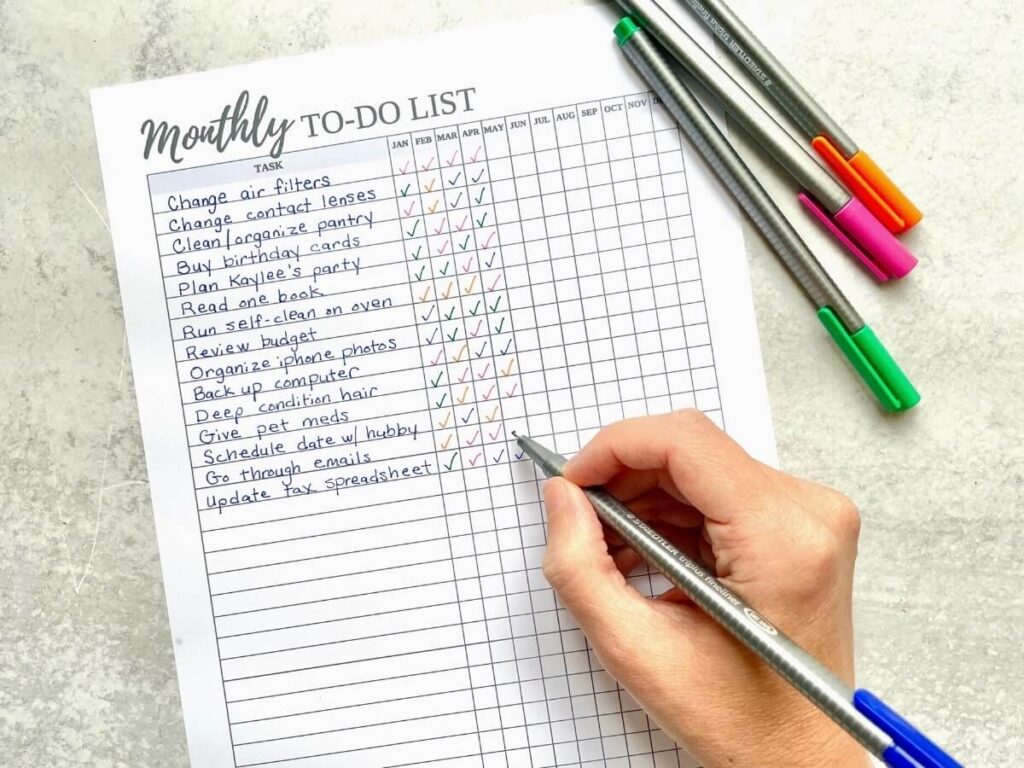 Monthly TO-DO LIST
TASK JAN FEB MAR APR MAY JUN JUL AUG SEP OCT NOV
Change air filters
Change contact lenses
Clean/organize pantry
Buy birthday cards
Plan Kaylee's party
Read one book
Run self-clean on oven
Review budget
Organize iphone photos
Back up computer
Deep condition hair
Give pet meds
Schedule date w/ hubby
Go through emails
Update tax spreadsheet
STAEDTLER triplus fineliner
STAEDTLER triplus fineliner